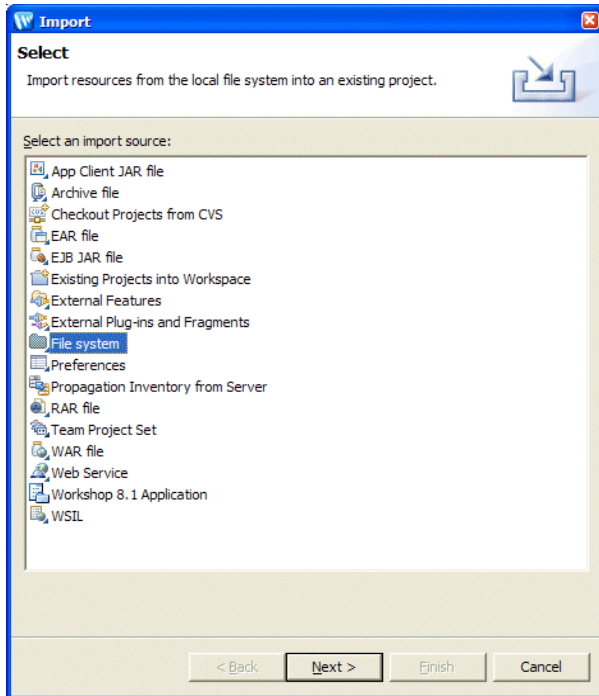 Import
Select
Import resources from the local file system into an existing project.
Select an import source:
App Client JAR file
Archive file
Checkout Projects from CVS
EAR file
EJB JAR file
Existing Projects into Workspace
External Features
External Plug-ins and Fragments
File system
Preferences
Propagation Inventory from Server
RAR file
Team Project Set
WAR file
Web Service
Workshop 8.1 Application
WSIL
< Back Next > Finish Cancel